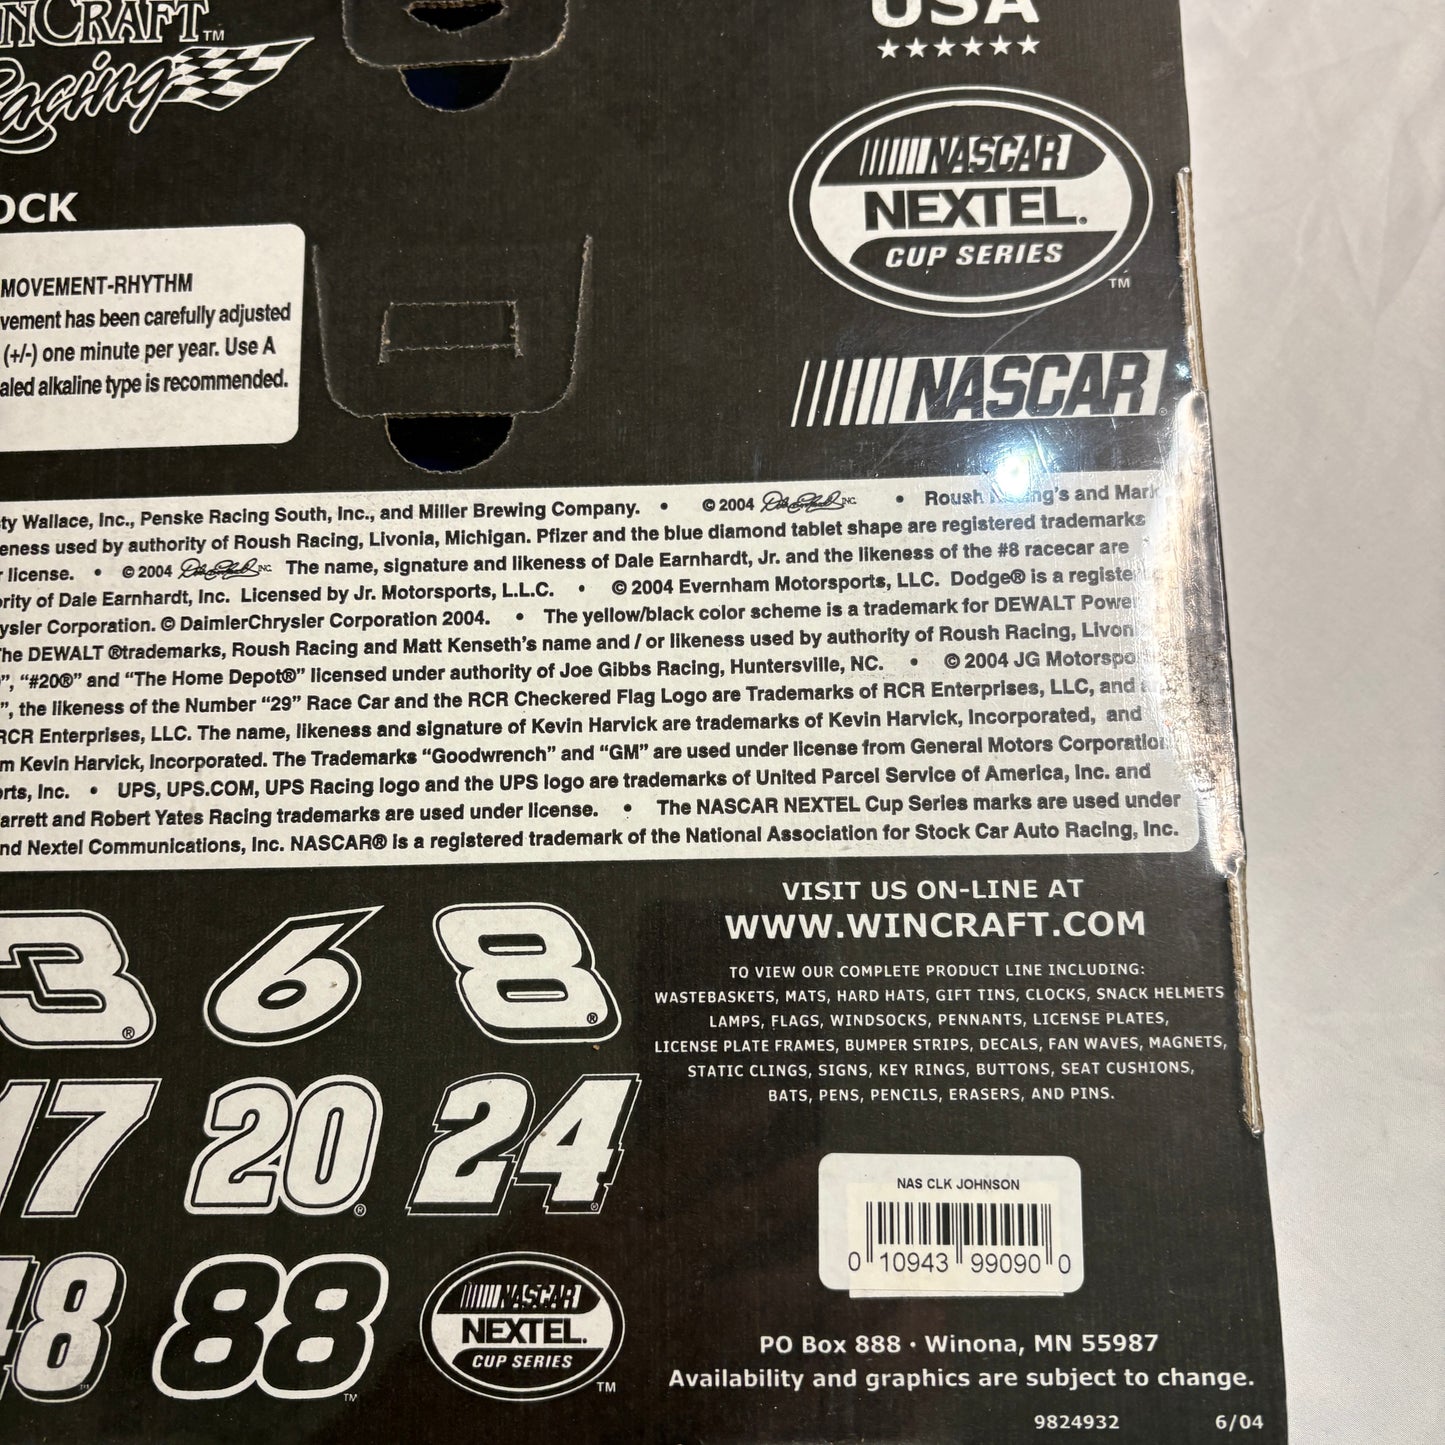 USA
CRAFT™
Racing
NASCAR
NEXTEL.
CUP SERIES
TM
OCK
MOVEMENT-RHYTHM
vement has been carefully adjusted
(+/-) one minute per year. Use A
aled alkaline type is recommended.
NASCAR®
ty Wallace, Inc., Penske Racing South, Inc., and Miller Brewing Company. • © 2004 INC. • Roush ng's and Mark
eness used by authority of Roush Racing, Livonia, Michigan. Pfizer and the blue diamond tablet shape are registered trademarks
r license. • © 2004 INC. The name, signature and likeness of Dale Earnhardt, Jr. and the likeness of the #8 racecar are
ority of Dale Earnhardt, Inc. Licensed by Jr. Motorsports, L.L.C. • © 2004 Evernham Motorsports, LLC. Dodge® is a registe
ysler Corporation. © DaimlerChrysler Corporation 2004. • The yellow/black color scheme is a trademark for DEWALT Powe
The DEWALT ®trademarks, Roush Racing and Matt Kenseth's name and / or likeness used by authority of Roush Racing, Livon
”, “#20®” and “The Home Depot®” licensed under authority of Joe Gibbs Racing, Huntersville, NC. • © 2004 JG Motorspo
”, the likeness of the Number “29” Race Car and the RCR Checkered Flag Logo are Trademarks of RCR Enterprises, LLC, and
RCR Enterprises, LLC. The name, likeness and signature of Kevin Harvick are trademarks of Kevin Harvick, Incorporated, and
m Kevin Harvick, Incorporated. The Trademarks “Goodwrench” and “GM” are used under license from General Motors Corporation
orts, Inc. • UPS, UPS.COM, UPS Racing logo and the UPS logo are trademarks of United Parcel Service of America, Inc. and
arrett and Robert Yates Racing trademarks are used under license. • The NASCAR NEXTEL Cup Series marks are used under
nd Nextel Communications, Inc. NASCAR® is a registered trademark of the National Association for Stock Car Auto Racing, Inc.
3® 6 8®
17 20® 24®
48™ 88™
NASCAR
NEXTEL.
CUP SERIES
TM
VISIT US ON-LINE AT
WWW.WINCRAFT.COM
TO VIEW OUR COMPLETE PRODUCT LINE INCLUDING:
WASTEBASKETS, MATS, HARD HATS, GIFT TINS, CLOCKS, SNACK HELMETS
LAMPS, FLAGS, WINDSOCKS, PENNANTS, LICENSE PLATES,
LICENSE PLATE FRAMES, BUMPER STRIPS, DECALS, FAN WAVES, MAGNETS,
STATIC CLINGS, SIGNS, KEY RINGS, BUTTONS, SEAT CUSHIONS,
BATS, PENS, PENCILS, ERASERS, AND PINS.
NAS CLK JOHNSON
0 10943 99090 0
PO Box 888 • Winona, MN 55987
Availability and graphics are subject to change.
9824932 6/04